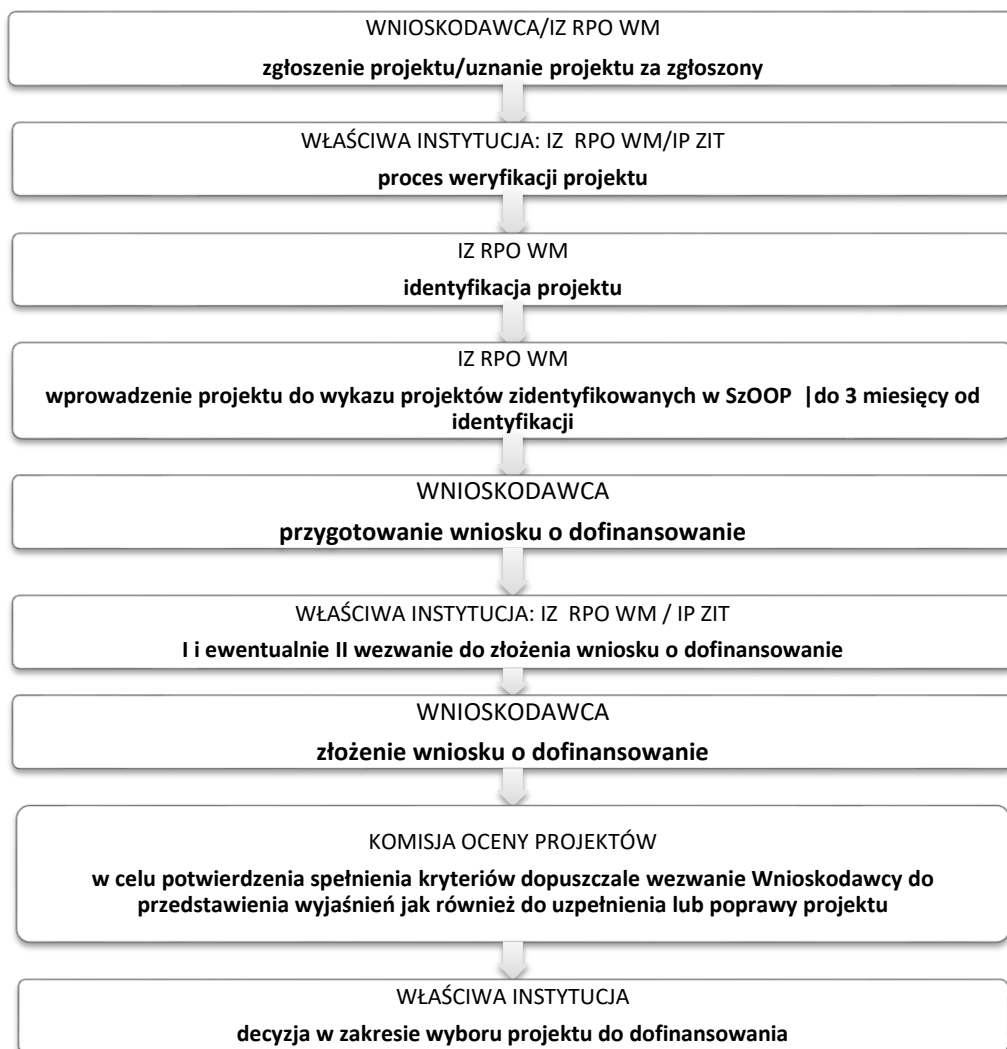 WNIOSKODAWCA/IZ RPO WM
zgłoszenie projektu/uznanie projektu za zgłoszony
WŁAŚCIWA INSTYTUCJA: IZ RPO WM/IP ZIT
proces weryfikacji projektu
IZ RPO WM
identyfikacja projektu
IZ RPO WM
wprowadzenie projektu do wykazu projektów zidentyfikowanych w SzOOP |do 3 miesięcy od
identyfikacji
WNIOSKODAWCA
przygotowanie wniosku o dofinansowanie
WŁAŚCIWA INSTYTUCJA: IZ RPO WM / IP ZIT
I i ewentualnie II wezwanie do złożenia wniosku o dofinansowanie
WNIOSKODAWCA
złożenie wniosku o dofinansowanie
KOMISJA OCENY PROJEKTÓW
w celu potwierdzenia spełnienia kryteriów dopuszczale wezwanie Wnioskodawcy do
przedstawienia wyjaśnień jak również do uzpełnienia lub poprawy projektu
WŁAŚCIWA INSTYTUCJA
decyzja w zakresie wyboru projektu do dofinansowania